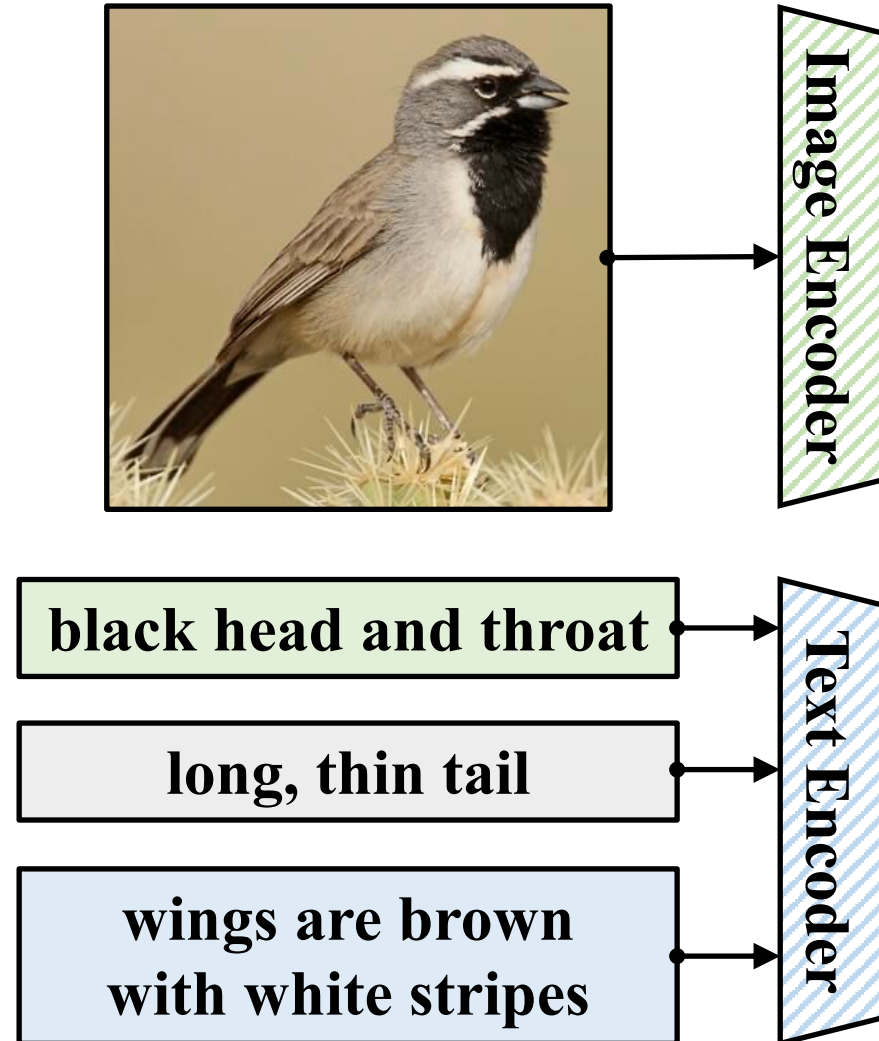 Image Encoder
black head and throat
long, thin tail
wings are brown
with white stripes
Text Encoder